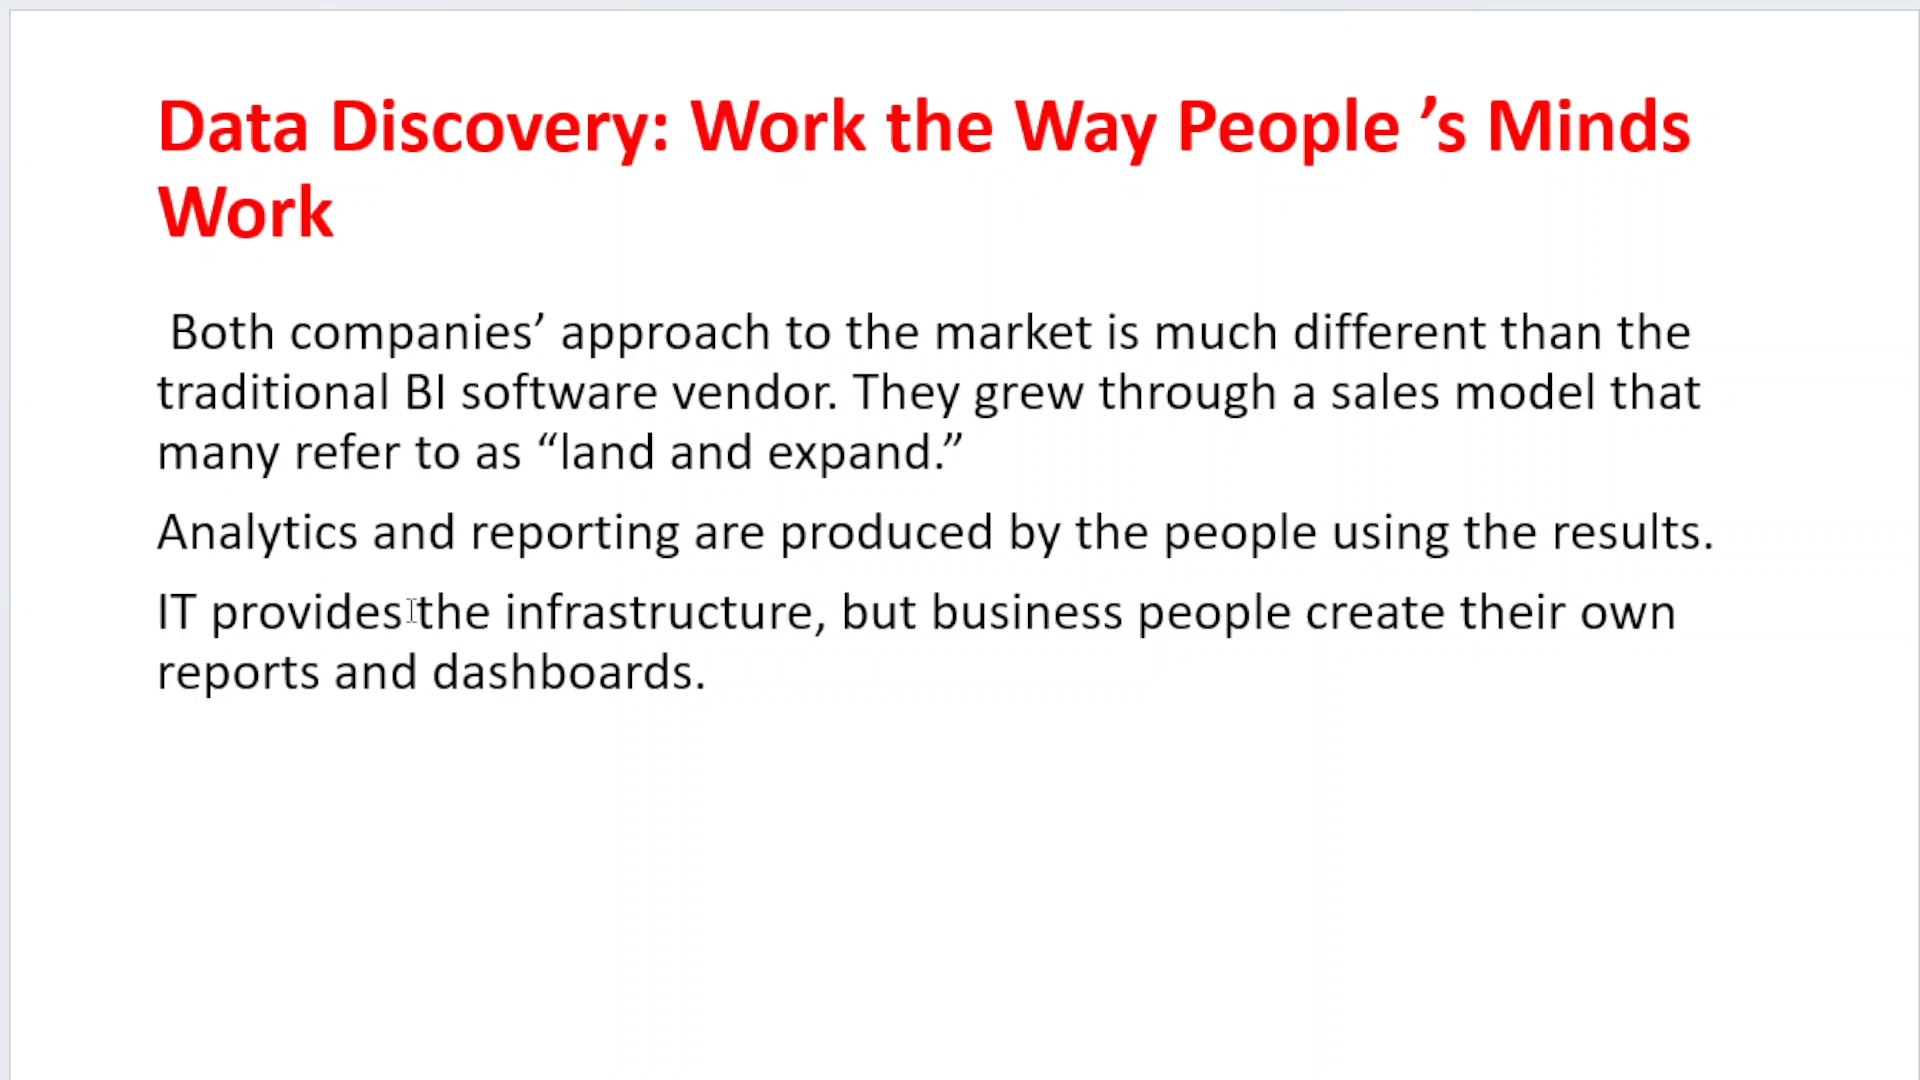 Data Discovery: Work the Way People ’s Minds
Work
Both companies’ approach to the market is much different than the
traditional BI software vendor. They grew through a sales model that
many refer to as “land and expand.”
Analytics and reporting are produced by the people using the results.
IT provides the infrastructure, but business people create their own
reports and dashboards.